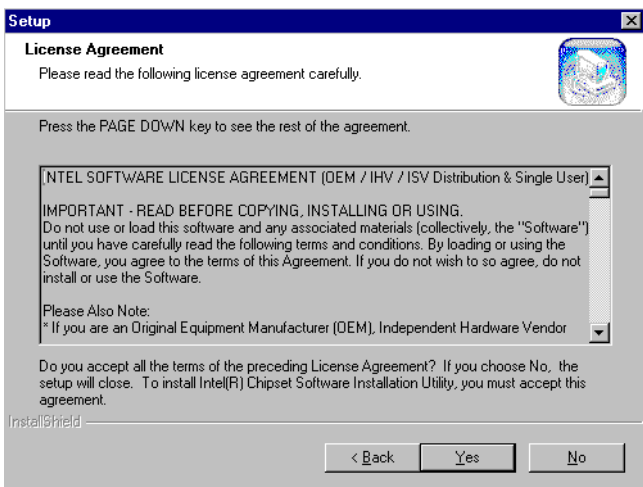 Setup
License Agreement
Please read the following license agreement carefully.
Press the PAGE DOWN key to see the rest of the agreement.
INTEL SOFTWARE LICENSE AGREEMENT (OEM / IHV / ISV Distribution & Single User)
IMPORTANT - READ BEFORE COPYING, INSTALLING OR USING.
Do not use or load this software and any associated materials (collectively, the "Software")
until you have carefully read the following terms and conditions. By loading or using the
Software, you agree to the terms of this Agreement. If you do not wish to so agree, do not
install or use the Software.
Please Also Note:
* If you are an Original Equipment Manufacturer (OEM), Independent Hardware Vendor
Do you accept all the terms of the preceding License Agreement? If you choose No, the
setup will close. To install Intel(R) Chipset Software Installation Utility, you must accept this
agreement.
InstallShield
< Back
Yes
No